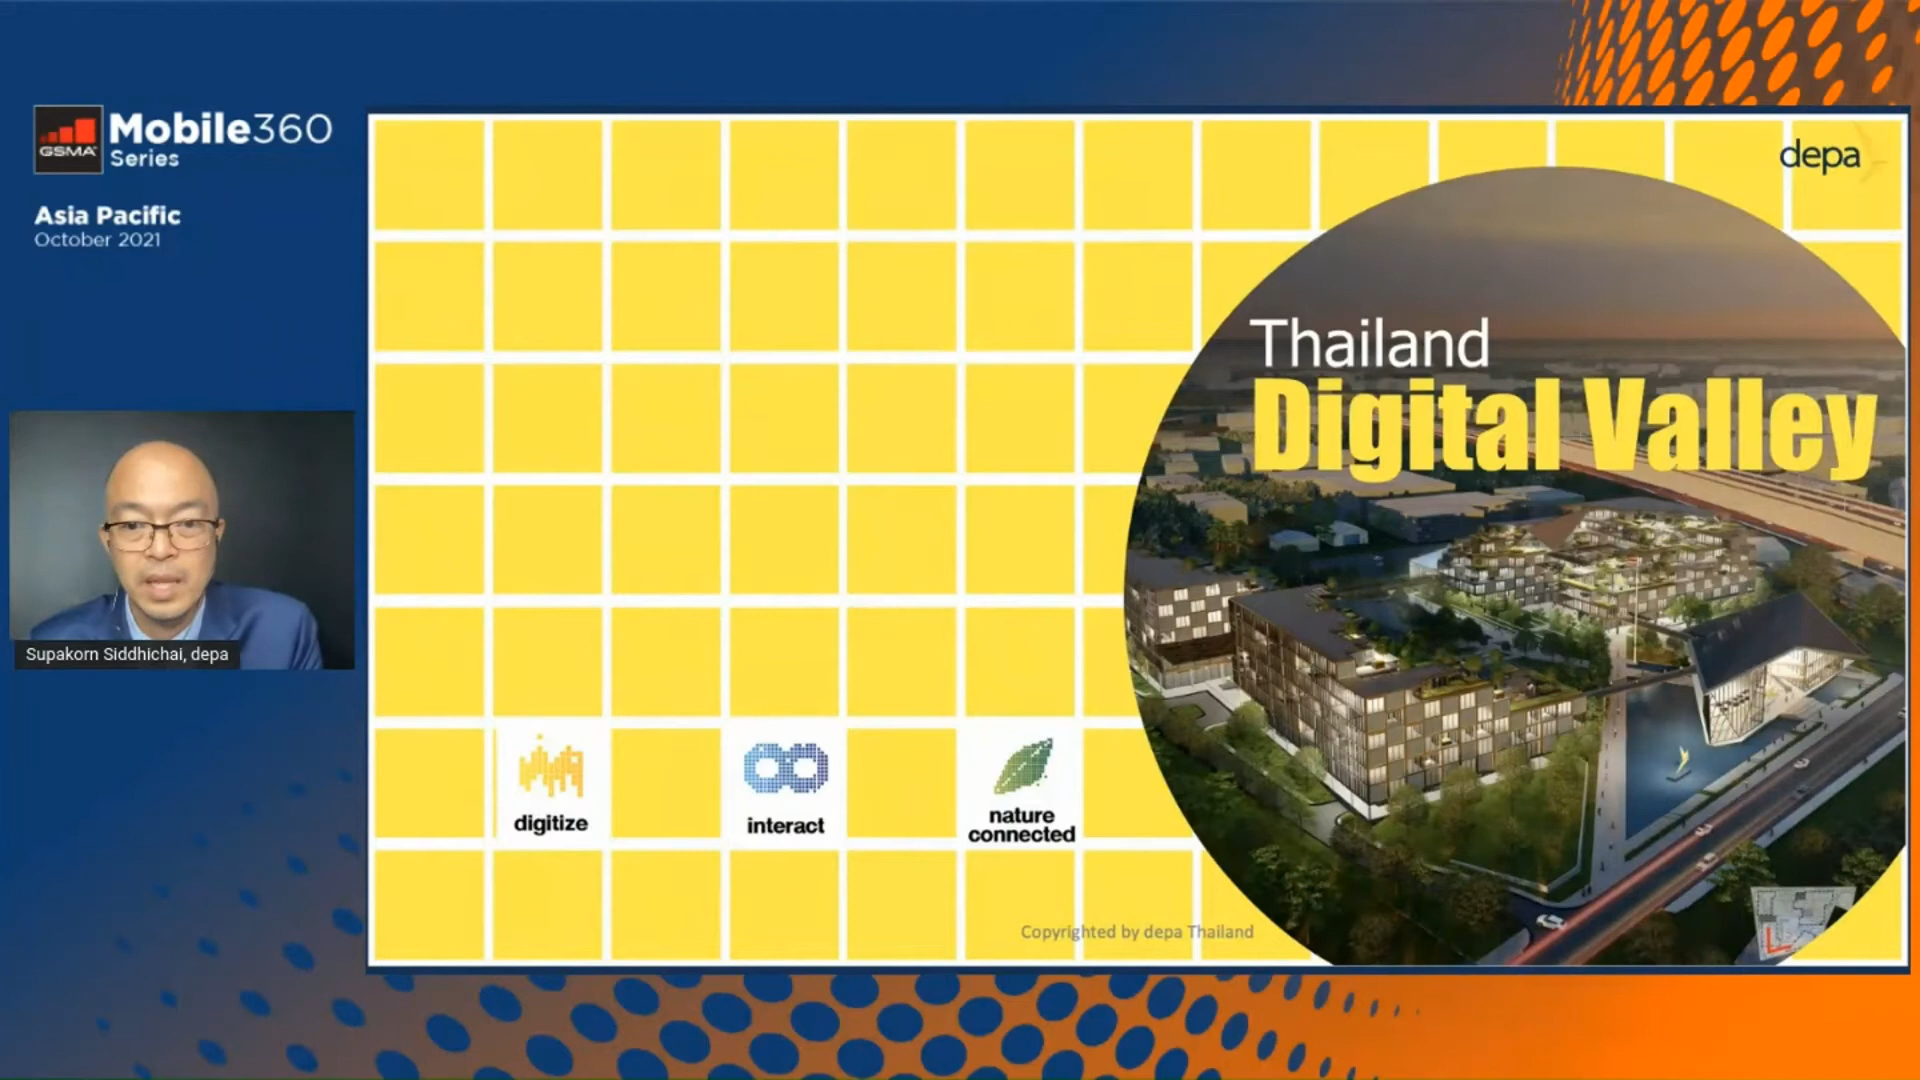 GSMA
Mobile360
Series
Asia Pacific
October 2021
Supakorn Siddhichai, depa
depa
Thailand
Digital Valley
digitize
interact
nature
connected
Copyrighted by depa Thailand